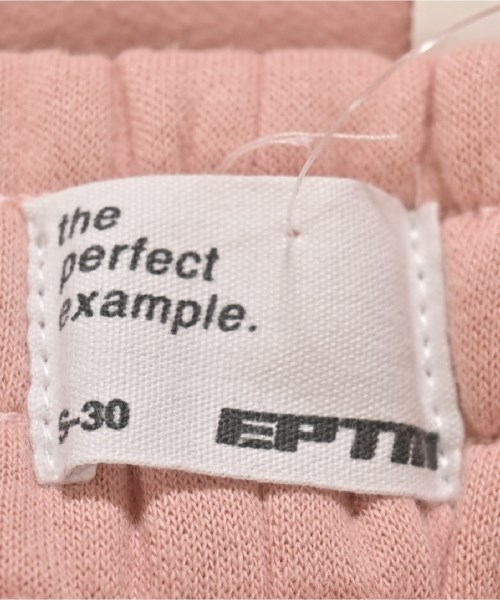 the
perfect
example.
S-30
EPTM